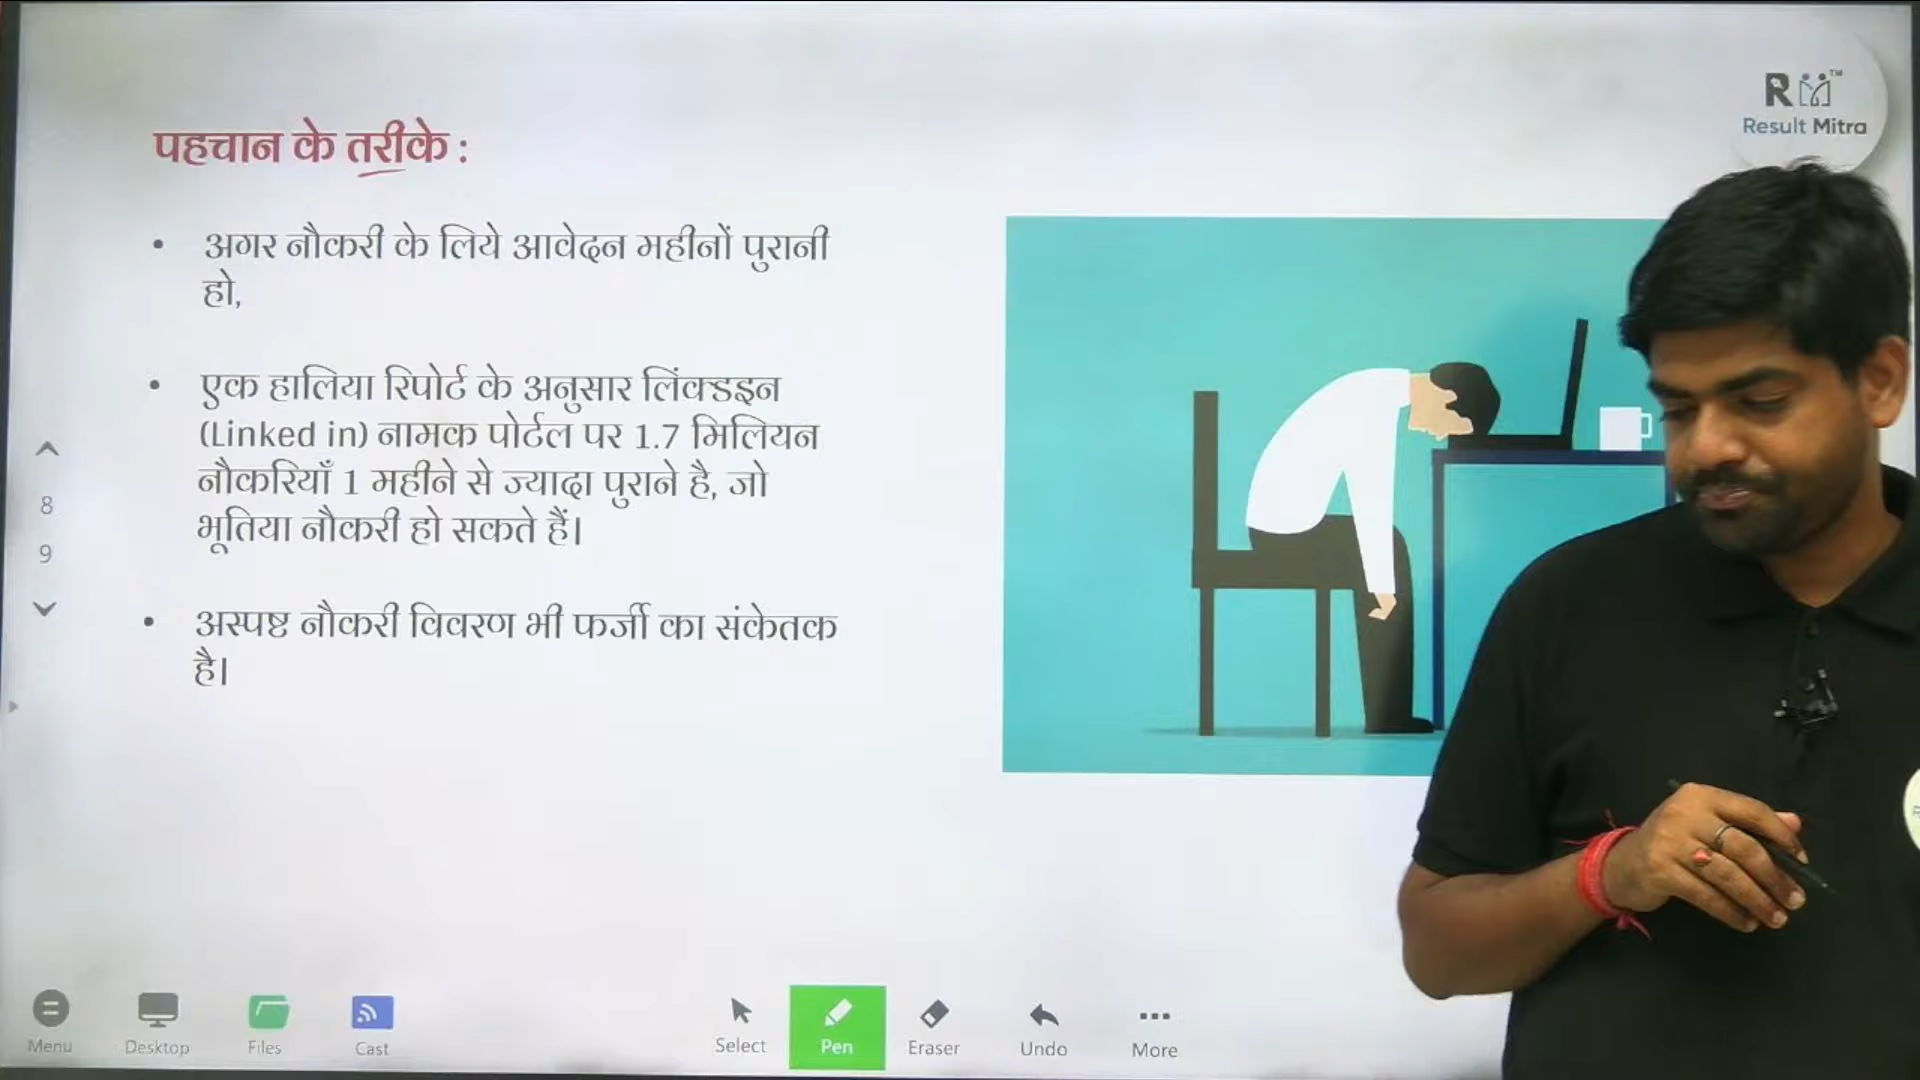 R TM
Result Mitra
पहचान के तरीके :
• अगर नौकरी के लिये आवेदन महीनों पुरानी
हो,
• एक हालिया रिपोर्ट के अनुसार लिंक्डइन
(Linked in) नामक पोर्टल पर 1.7 मिलियन
नौकरियाँ 1 महीने से ज्यादा पुराने है, जो
भूतिया नौकरी हो सकते हैं।
• अस्पष्ट नौकरी विवरण भी फर्जी का संकेतक
है।
8
9
Menu Desktop Files Cast Select Pen Eraser Undo More